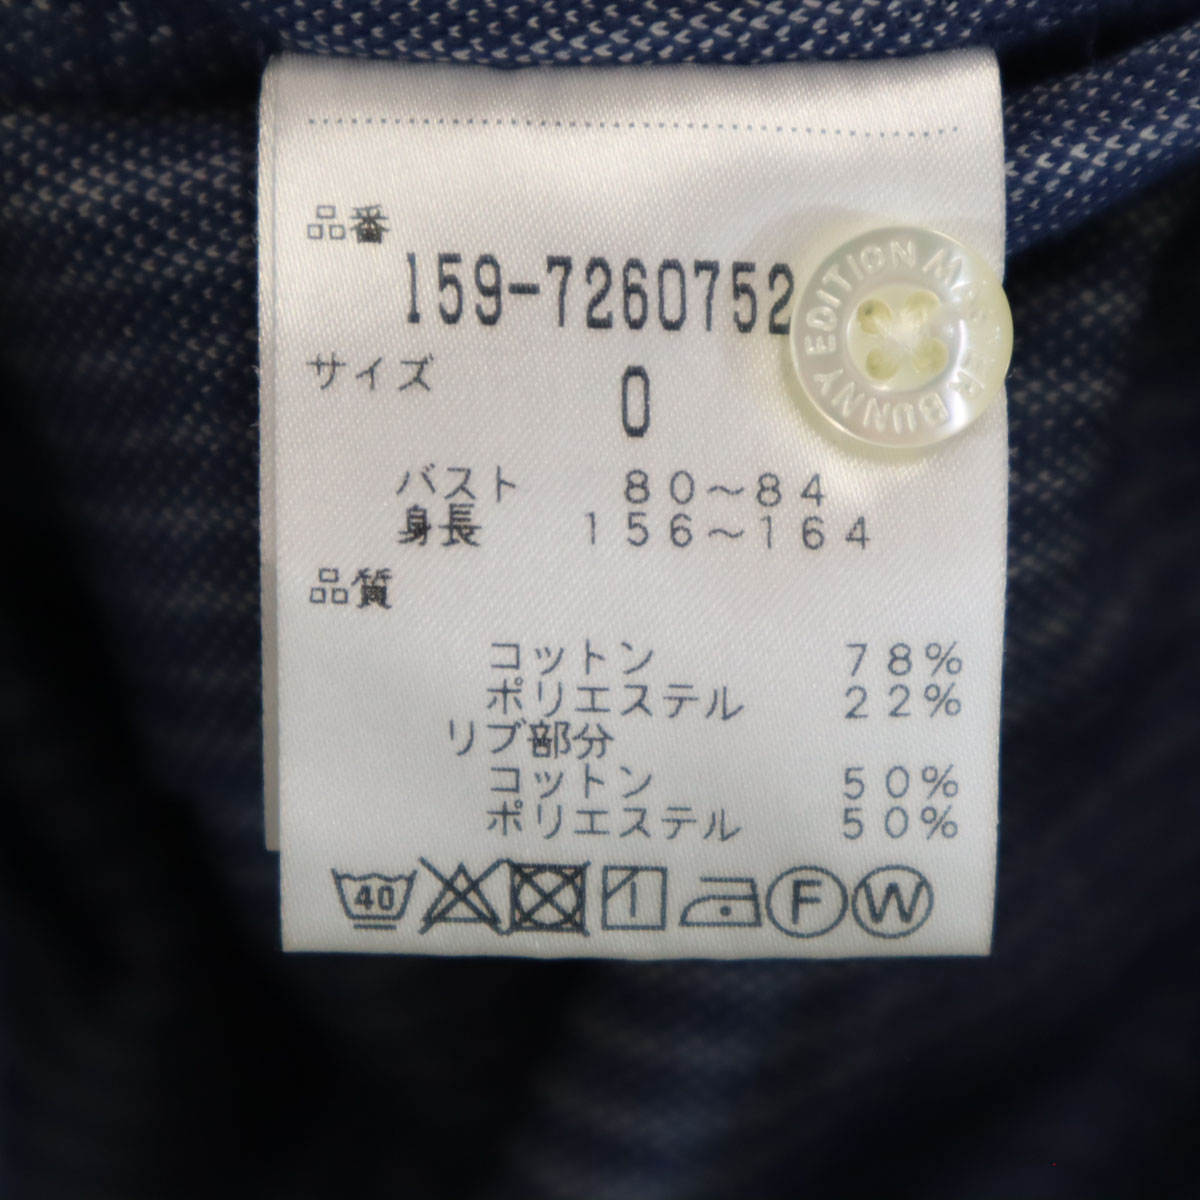 品番
159-7260752
サイズ
0
バスト 80～84
身長 156～164
品質
コットン 78%
ポリエステル 22%
リブ部分
コットン 50%
ポリエステル 50%
40
F W
EDITION
BUNNY